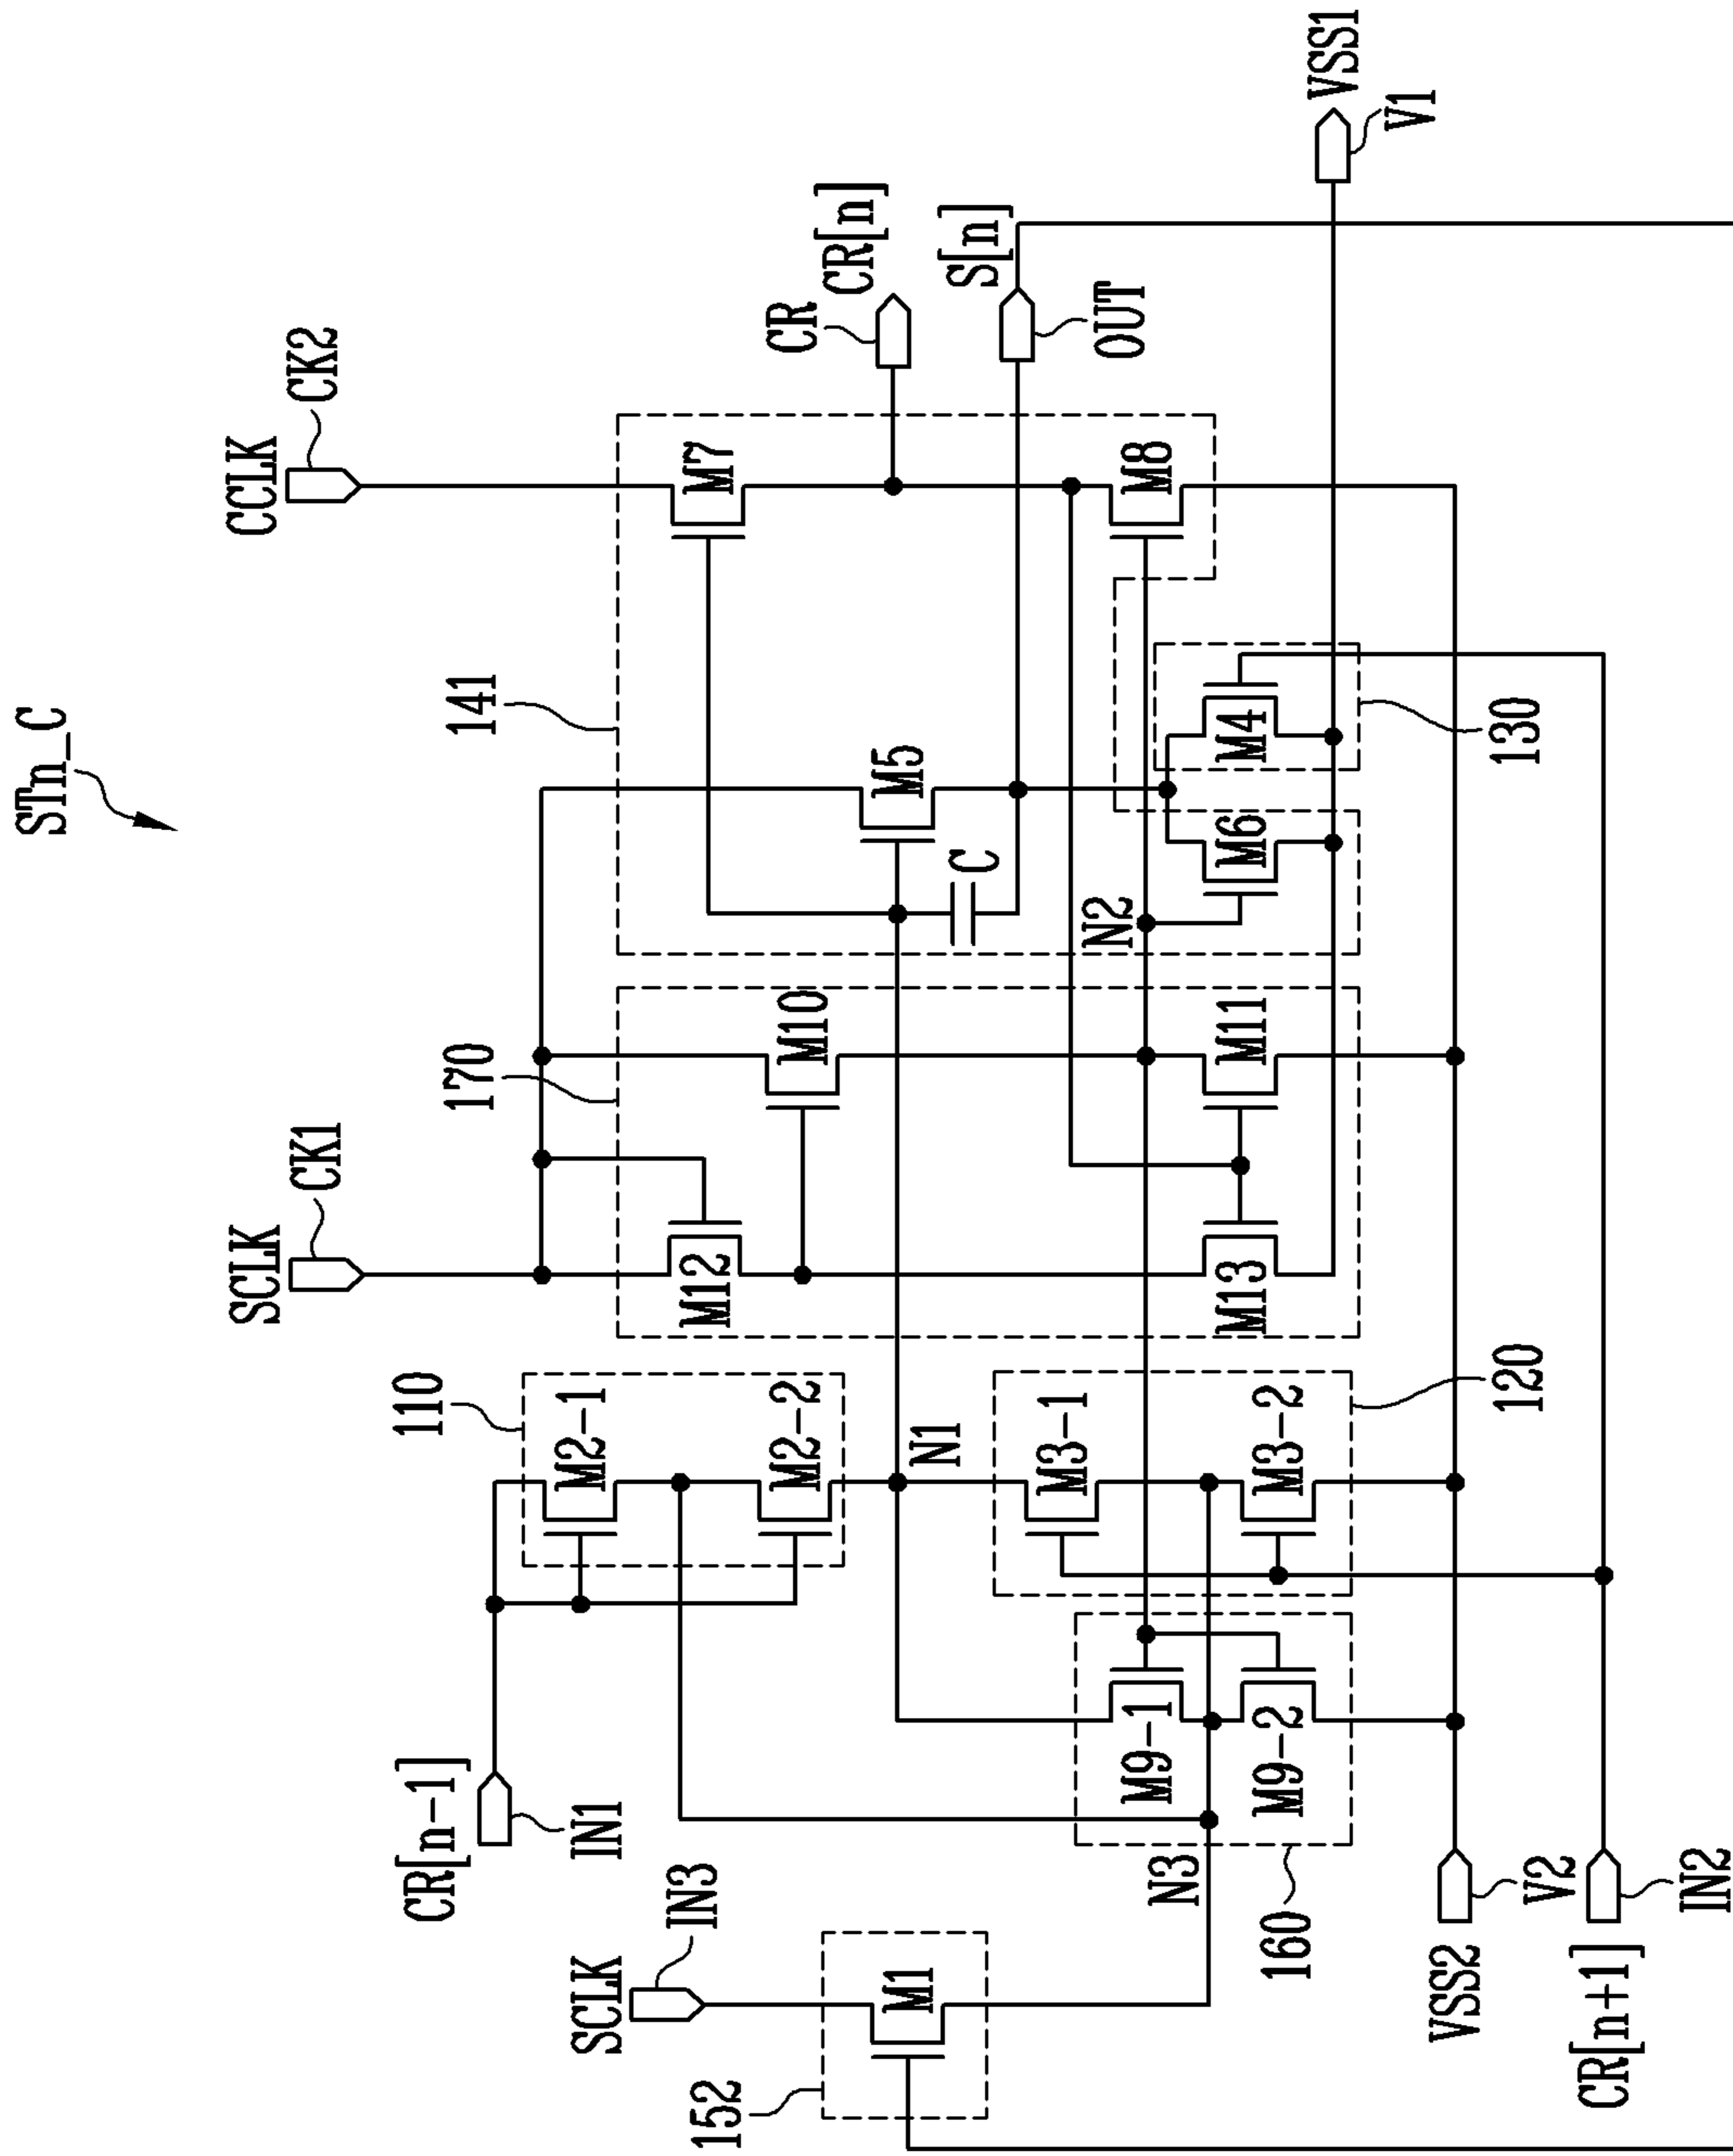 STn_C
SCLK
CK1
CCLK
CK2
CR[n-1]
IN1
110
M2-1
M2-2
170
M12
M10
M13
M11
141
M7
M5
C
M8
M6
N2
M4
130
CR
CR[n]
S[n]
OUT
VSS1
V1
SCLK
IN3
152
M1
N1
N3
160
M9-1
M9-2
M3-1
M3-2
120
VSS2
V2
CR[n+1]
IN2